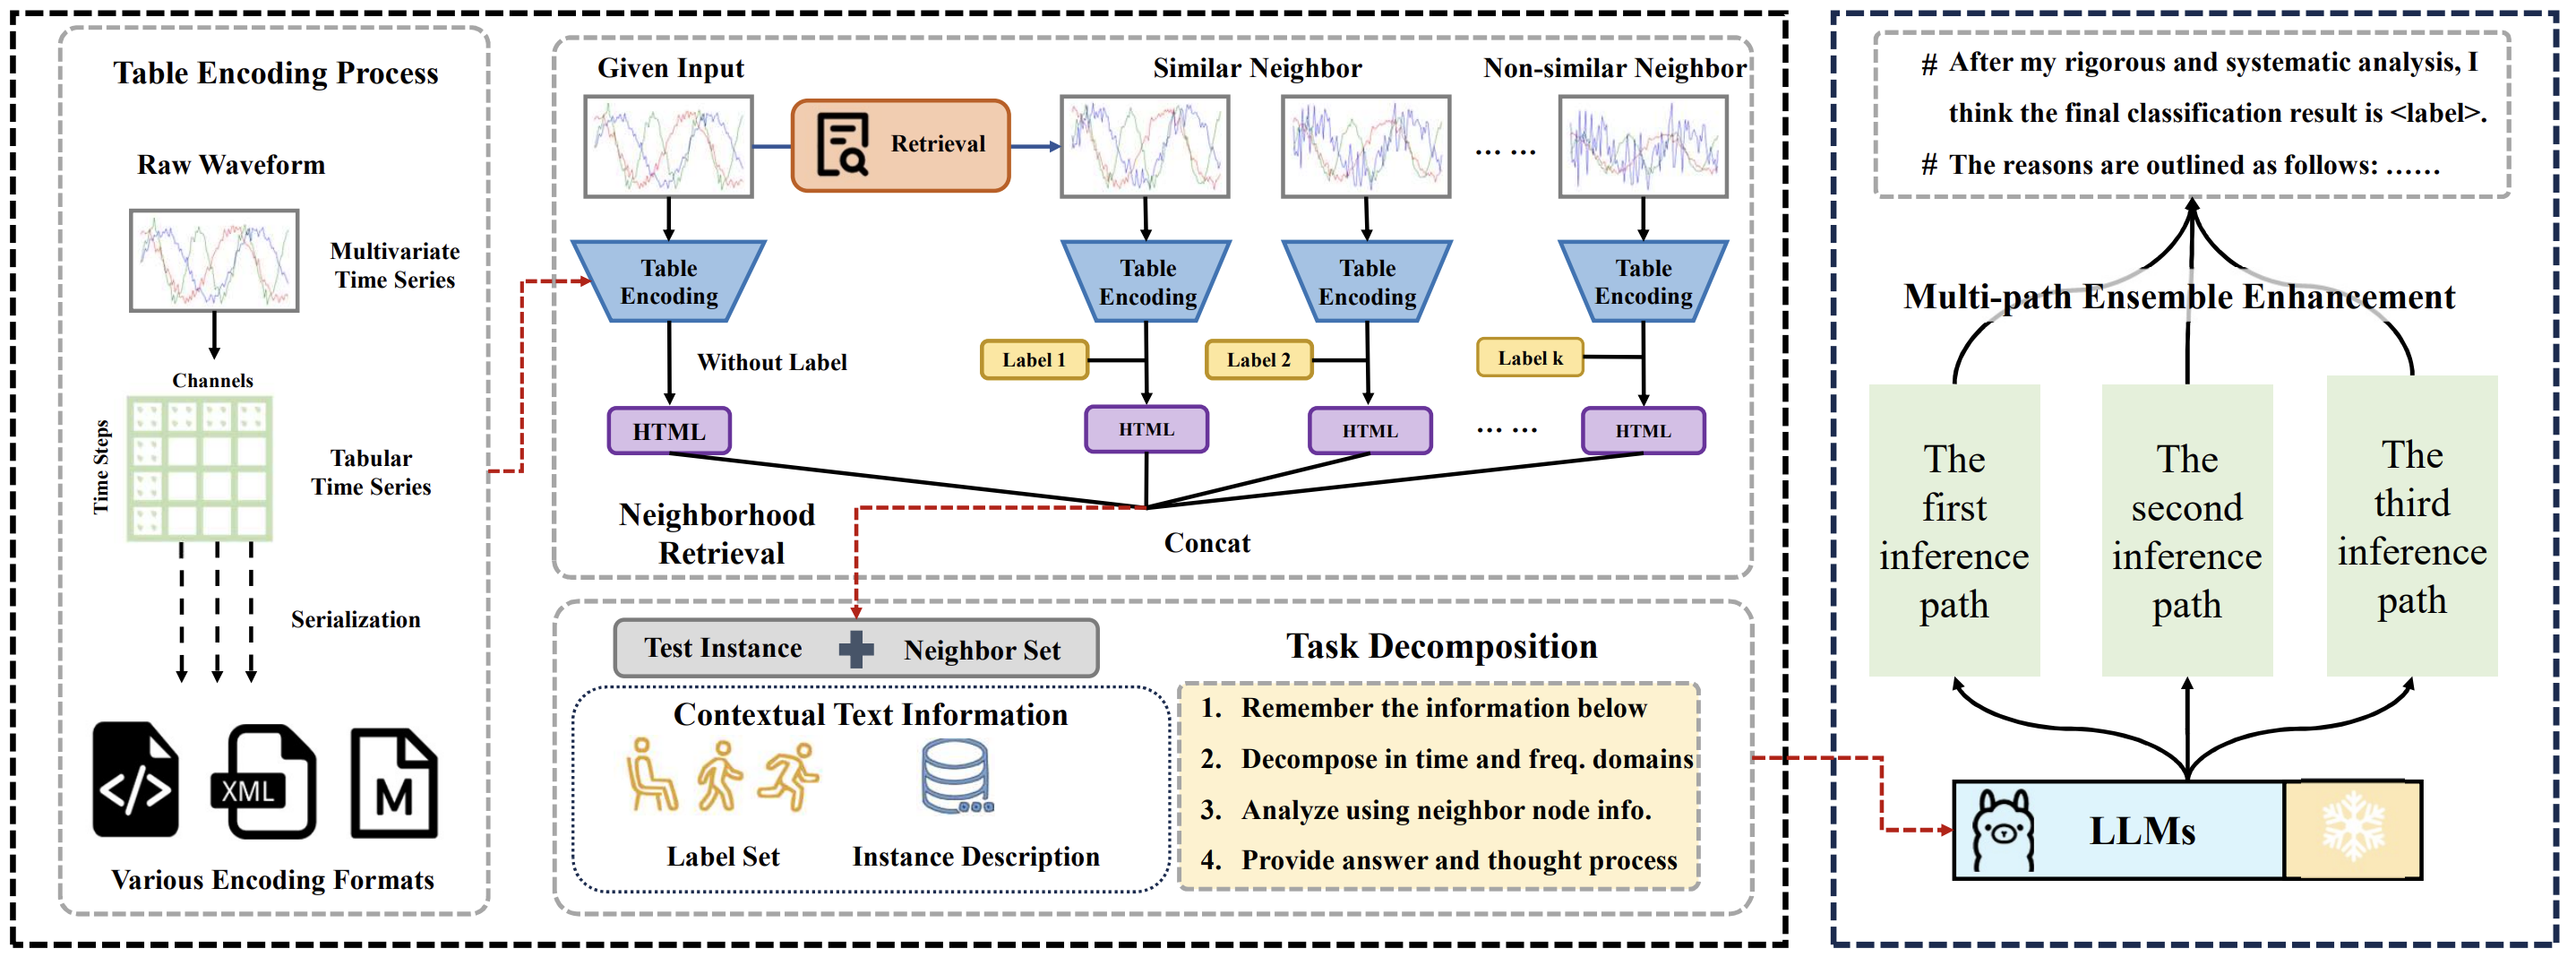 Table Encoding Process
Raw Waveform
Multivariate
Time Series
Channels
Time Steps
Tabular
Time Series
Serialization
</>
XML
M
Various Encoding Formats
Given Input
Similar Neighbor
Non-similar Neighbor
Retrieval
... ...
Table
Encoding
Table
Encoding
Table
Encoding
Table
Encoding
Without Label
Label 1
Label 2
Label k
HTML
HTML
HTML
... ...
HTML
Neighborhood
Retrieval
Concat
Test Instance
Neighbor Set
Contextual Text Information
Label Set
Instance Description
Task Decomposition
1. Remember the information below
2. Decompose in time and freq. domains
3. Analyze using neighbor node info.
4. Provide answer and thought process
# After my rigorous and systematic analysis, I
think the final classification result is <label>.
# The reasons are outlined as follows: ......
Multi-path Ensemble Enhancement
The
first
inference
path
The
second
inference
path
The
third
inference
path
LLMs